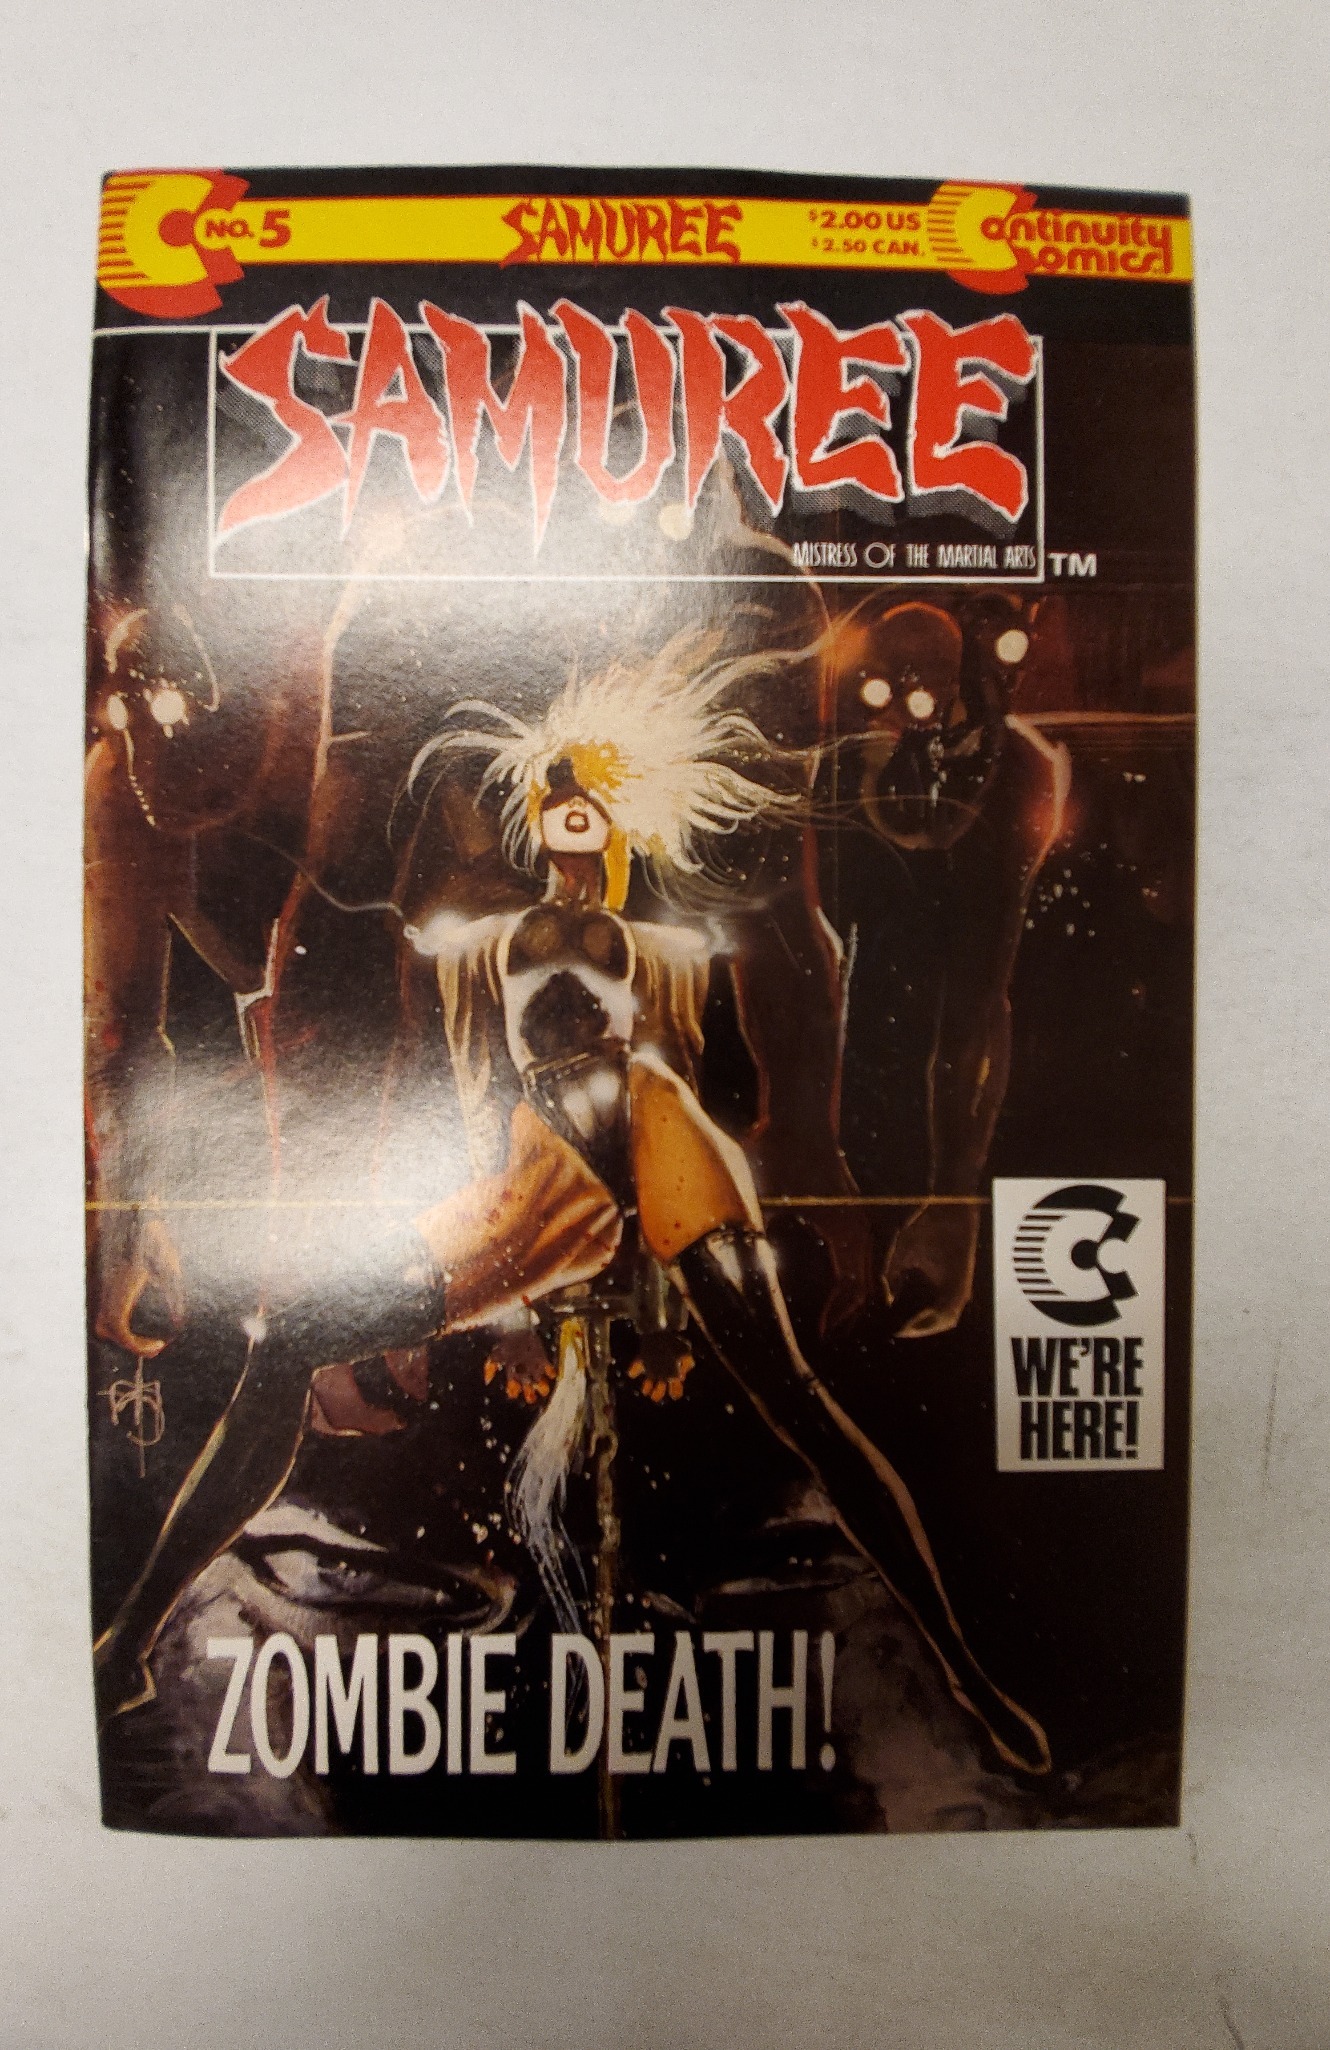 NO. 5
SAMUREE
$2.00 US
$2.50 CAN.
Continuity
Comics
SAMUREE
MISTRESS OF THE MARTIAL ARTS TM
WE'RE
HERE!
ZOMBIE DEATH!